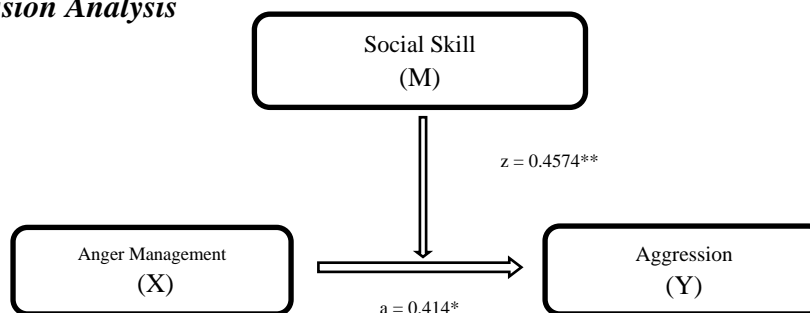 sion Analysis
Social Skill
(M)
z = 0.4574**
Anger Management
(X)
Aggression
(Y)
a = 0.414*